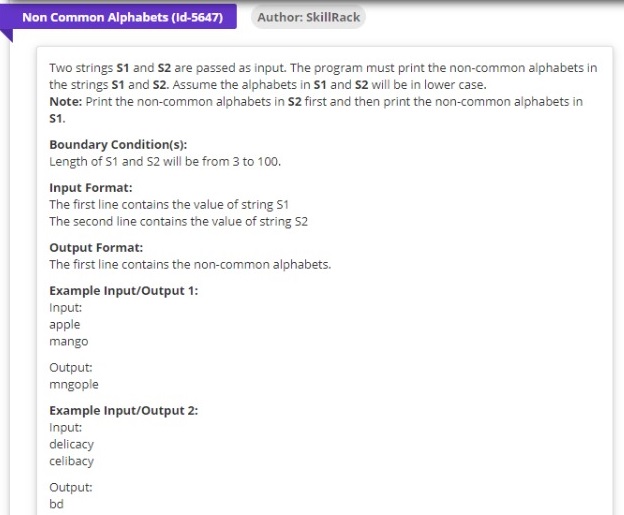 Non Common Alphabets (Id-5647)
Author: SkillRack
Two strings S1 and S2 are passed as input. The program must print the non-common alphabets in
the strings S1 and S2. Assume the alphabets in S1 and S2 will be in lower case.
Note: Print the non-common alphabets in S2 first and then print the non-common alphabets in
S1.
Boundary Condition(s):
Length of S1 and S2 will be from 3 to 100.
Input Format:
The first line contains the value of string S1
The second line contains the value of string S2
Output Format:
The first line contains the non-common alphabets.
Example Input/Output 1:
Input:
apple
mango
Output:
mngople
Example Input/Output 2:
Input:
delicacy
celibacy
Output:
bd